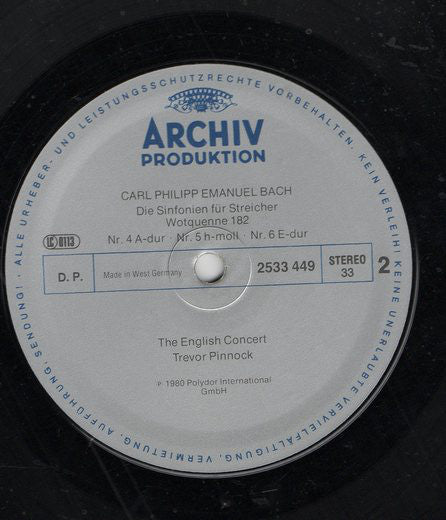 ALLE URHEBER- UND LEISTUNGSSCHUTZRECHTE VORBEHALTEN. KEIN VERLEIH! KEINE UNERLAUBTE VERVIELFÄLTIGUNG, VERMIETUNG, AUFFÜHRUNG, SENDUNG!
ARCHIV
PRODUKTION
CARL PHILIPP EMANUEL BACH
Die Sinfonien für Streicher
Wotquenne 182
Nr. 4 A-dur · Nr. 5 h-moll · Nr. 6 E-dur
LC 0113
D. P. Made in West Germany 2533 449 STEREO 33 2
The English Concert
Trevor Pinnock
℗ 1980 Polydor International
GmbH